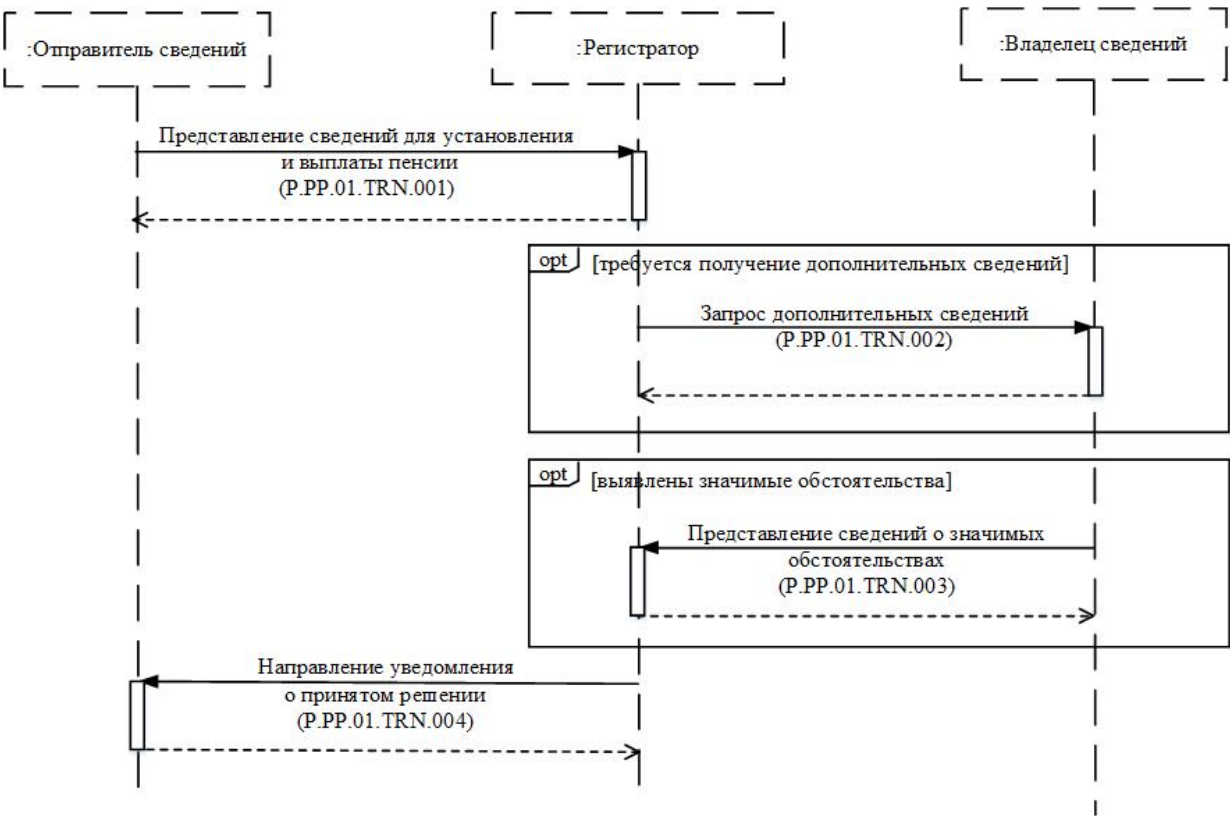 :Отправитель сведений
:Регистратор
:Владелец сведений
Представление сведений для установления
и выплаты пенсии
(P.PP.01.TRN.001)
opt
[требуется получение дополнительных сведений]
Запрос дополнительных сведений
(P.PP.01.TRN.002)
opt
[выявлены значимые обстоятельства]
Представление сведений о значимых
обстоятельствах
(P.PP.01.TRN.003)
Направление уведомления
о принятом решении
(P.PP.01.TRN.004)